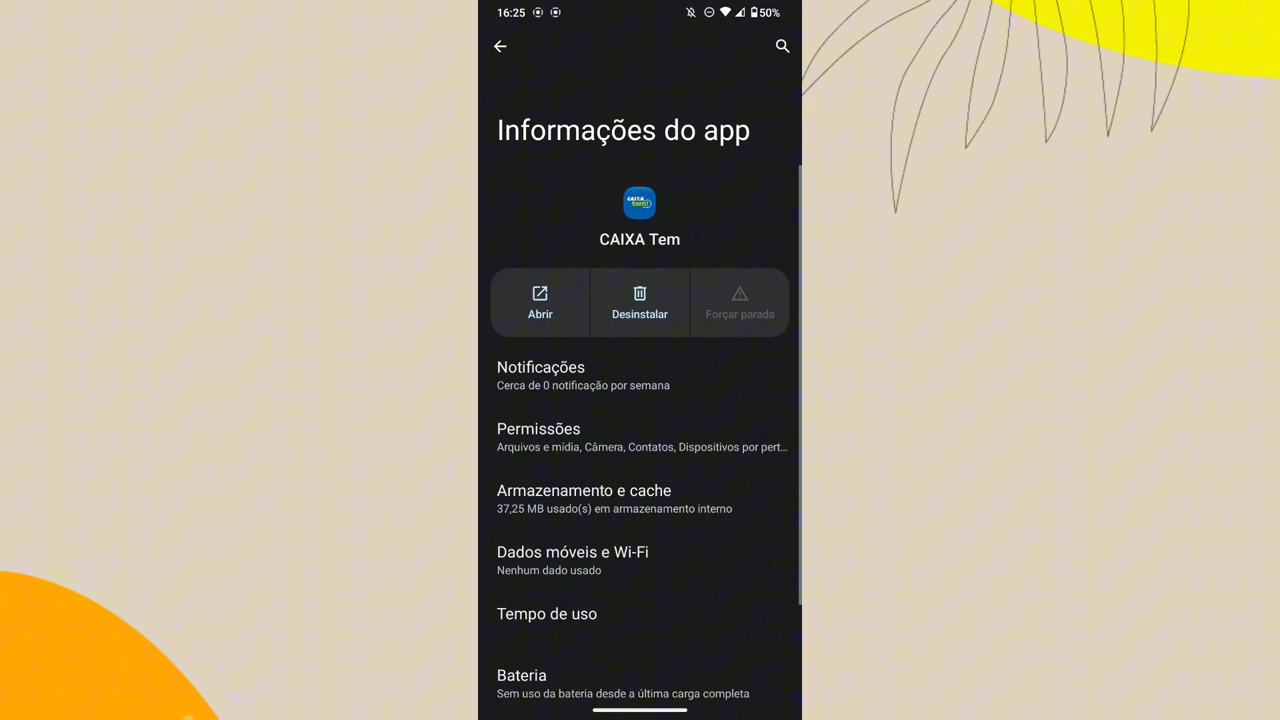 16:25 50%
Informações do app
CAIXA
tem
CAIXA Tem
Abrir Desinstalar Forçar parada
Notificações
Cerca de 0 notificação por semana
Permissões
Arquivos e mídia, Câmera, Contatos, Dispositivos por pert...
Armazenamento e cache
37,25 MB usado(s) em armazenamento interno
Dados móveis e Wi-Fi
Nenhum dado usado
Tempo de uso
Bateria
Sem uso da bateria desde a última carga completa